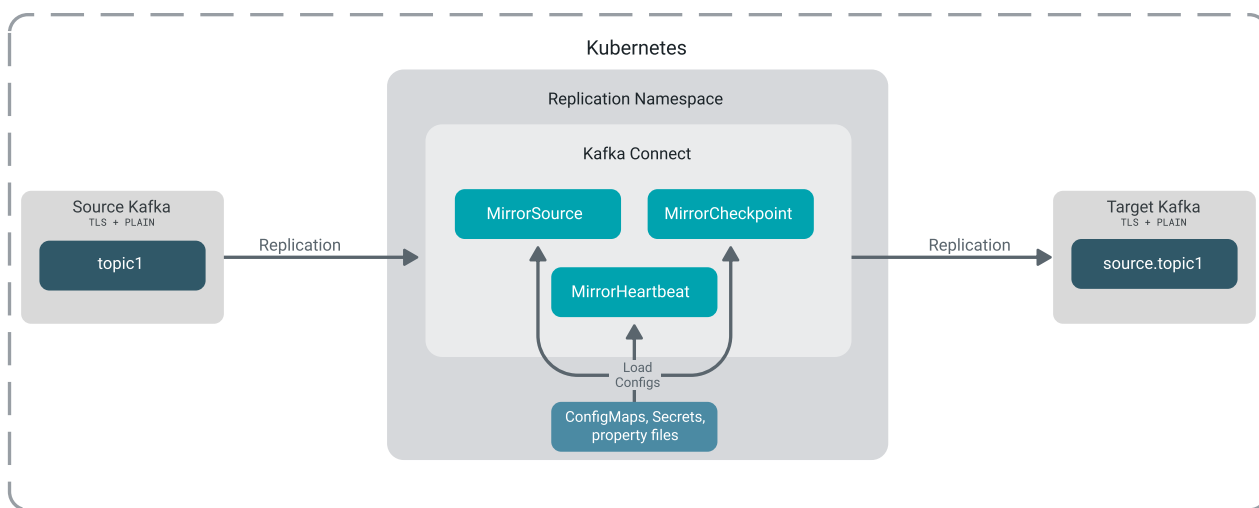 Kubernetes
Replication Namespace
Kafka Connect
MirrorSource
MirrorCheckpoint
MirrorHeartbeat
Source Kafka
TLS + PLAIN
topic1
Replication
Replication
Target Kafka
TLS + PLAIN
source.topic1
Load
Configs
ConfigMaps, Secrets,
property files